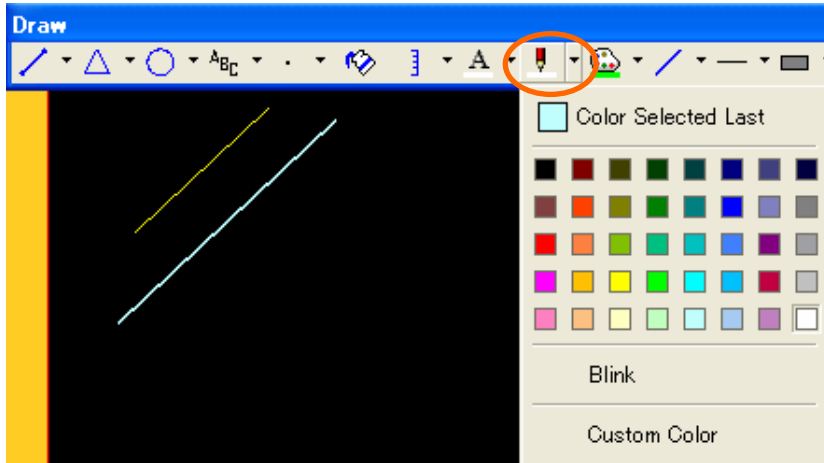 Draw
ABC A
Color Selected Last
Blink
Custom Color